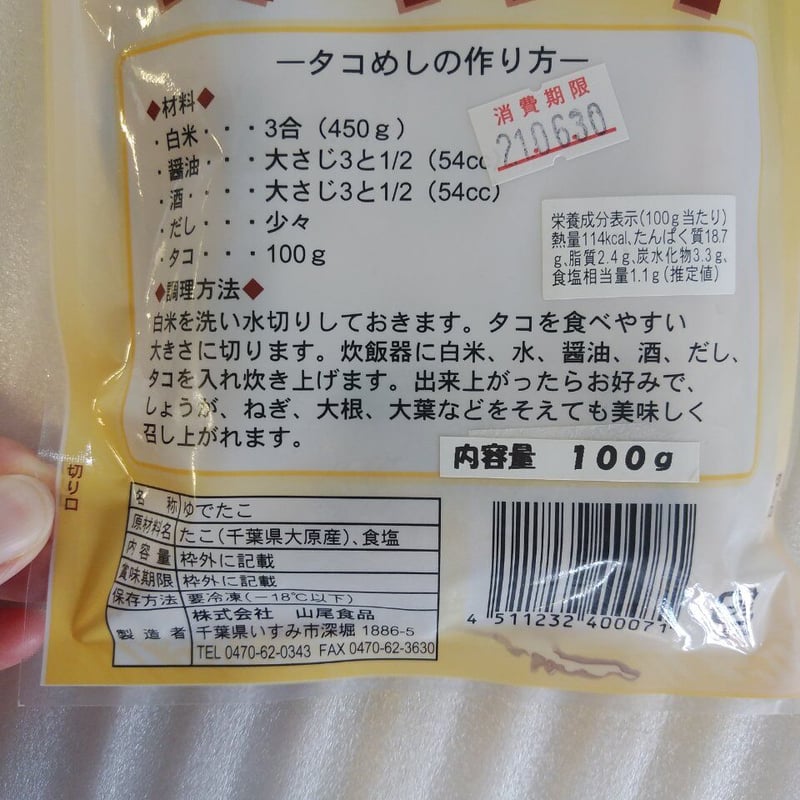 ―タコめしの作り方―
◆材料◆
・白米・・・3合（450g）
・醤油・・・大さじ3と1/2（54cc
・酒・・・大さじ3と1/2（54cc）
・だし・・・少々
・タコ・・・100g
消費期限
210630
栄養成分表示(100g当たり)
熱量114kcal、たんぱく質18.7
g、脂質2.4g、炭水化物3.3g、
食塩相当量1.1g(推定値)
◆調理方法◆
白米を洗い水切りしておきます。タコを食べやすい
大きさに切ります。炊飯器に白米、水、醤油、酒、だし、
タコを入れ炊き上げます。出来上がったらお好みで、
しょうが、ねぎ、大根、大葉などをそえても美味しく
召し上がれます。
内容量 100g
切り口
名称 ゆでたこ
原材料名 たこ(千葉県大原産)、食塩
内容量 枠外に記載
賞味期限 枠外に記載
保存方法 要冷凍(－18℃以下)
製造者 株式会社 山尾食品
千葉県いすみ市深堀 1886-5
TEL 0470-62-0343 FAX 0470-62-3630
4 511232 400071